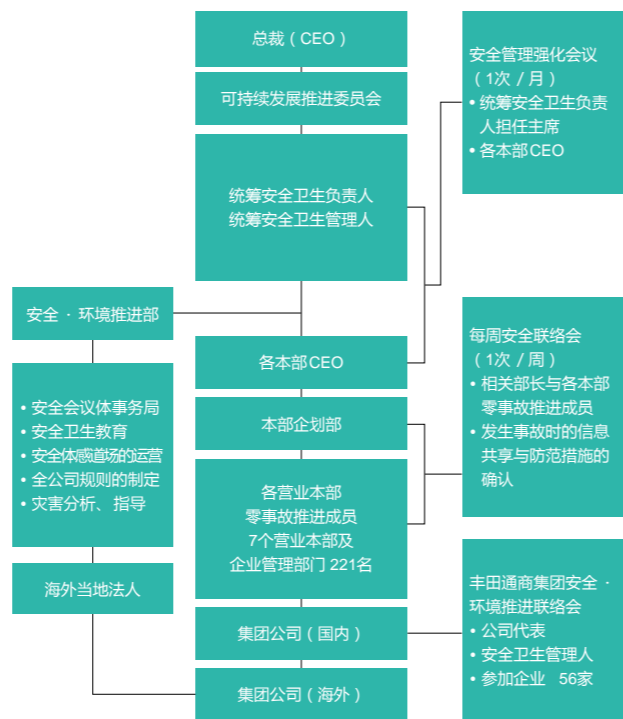 总裁（CEO）
可持续发展推进委员会
统筹安全卫生负责人
统筹安全卫生管理人
安全 · 环境推进部
各本部CEO
• 安全会议体事务局
• 安全卫生教育
• 安全体感道场的运营
• 全公司规则的制定
• 灾害分析、指导
本部企划部
各营业本部
零事故推进成员
7个营业本部及
企业管理部门 221名
海外当地法人
集团公司（国内）
集团公司（海外）
安全管理强化会议
（1次 / 月）
• 统筹安全卫生负责
人担任主席
• 各本部CEO
每周安全联络会
（1次 / 周）
• 相关部长与各本部
零事故推进成员
• 发生事故时的信息
共享与防范措施的
确认
丰田通商集团安全 ·
环境推进联络会
• 公司代表
• 安全卫生管理人
• 参加企业 56家